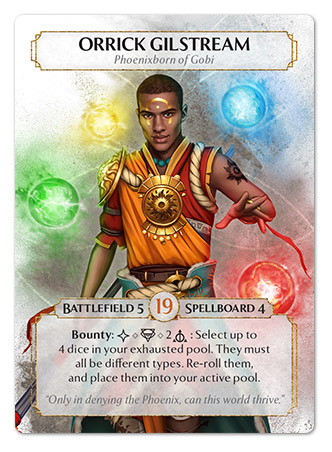 ORRICK GILSTREAM
Phoenixborn of Gobi
BATTLEFIELD 5 19 SPELLBOARD 4
Bounty: 2 : Select up to
4 dice in your exhausted pool. They must
all be different types. Re-roll them,
and place them into your active pool.
"Only in denying the Phoenix, can this world thrive."